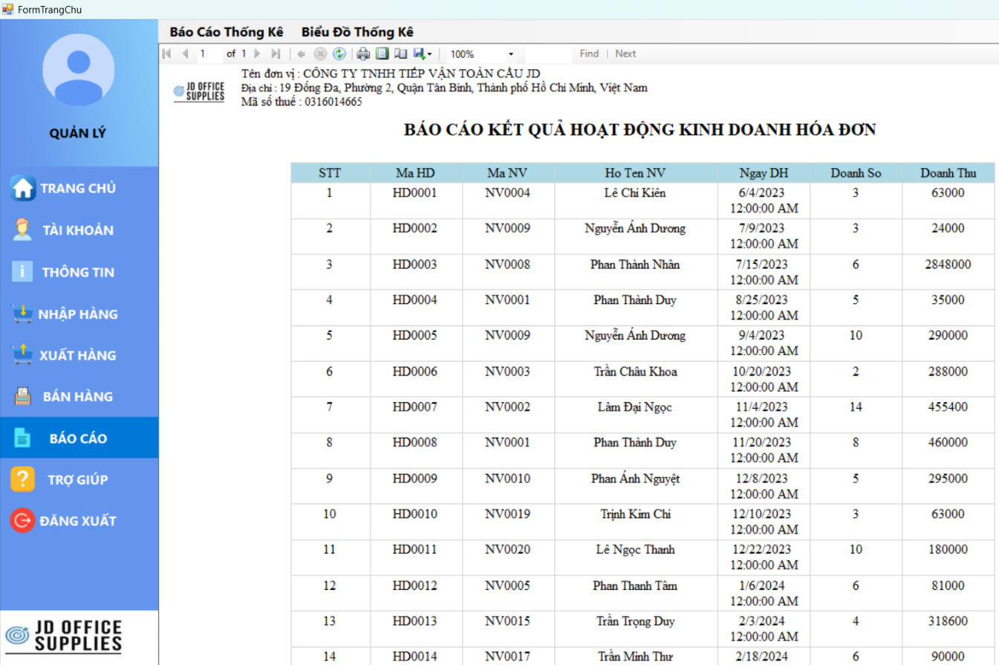 FormTrangChu
QUẢN LÝ
TRANG CHỦ
TÀI KHOẢN
THÔNG TIN
NHẬP HÀNG
XUẤT HÀNG
BÁN HÀNG
BÁO CÁO
TRỢ GIÚP
ĐĂNG XUẤT
JD OFFICE
SUPPLIES
Báo Cáo Thống Kê Biểu Đồ Thống Kê
1 of 1 100% Find | Next
JD OFFICE
SUPPLIES
Tên đơn vị : CÔNG TY TNHH TIẾP VẬN TOÀN CẦU JD
Địa chỉ : 19 Đống Đa, Phường 2, Quận Tân Bình, Thành phố Hồ Chí Minh, Việt Nam
Mã số thuế : 0316014665
BÁO CÁO KẾT QUẢ HOẠT ĐỘNG KINH DOANH HÓA ĐƠN
STT Ma HD Ma NV Ho Ten NV Ngay DH Doanh So Doanh Thu
1 HD0001 NV0004 Lê Chí Kiên 6/4/2023 3 63000
12:00:00 AM
2 HD0002 NV0009 Nguyễn Ánh Dương 7/9/2023 3 24000
12:00:00 AM
3 HD0003 NV0008 Phan Thành Nhân 7/15/2023 6 2848000
12:00:00 AM
4 HD0004 NV0001 Phan Thành Duy 8/25/2023 5 35000
12:00:00 AM
5 HD0005 NV0009 Nguyễn Ánh Dương 9/4/2023 10 290000
12:00:00 AM
6 HD0006 NV0003 Trần Châu Khoa 10/20/2023 2 288000
12:00:00 AM
7 HD0007 NV0002 Lâm Đại Ngọc 11/4/2023 14 455400
12:00:00 AM
8 HD0008 NV0001 Phan Thành Duy 11/20/2023 8 460000
12:00:00 AM
9 HD0009 NV0010 Phan Ánh Nguyệt 12/8/2023 5 295000
12:00:00 AM
10 HD0010 NV0019 Trịnh Kim Chi 12/10/2023 3 63000
12:00:00 AM
11 HD0011 NV0020 Lê Ngọc Thanh 12/22/2023 10 180000
12:00:00 AM
12 HD0012 NV0005 Phan Thanh Tâm 1/6/2024 6 81000
12:00:00 AM
13 HD0013 NV0015 Trần Trọng Duy 2/3/2024 4 318600
12:00:00 AM
14 HD0014 NV0017 Trần Minh Thư 2/18/2024 6 90000